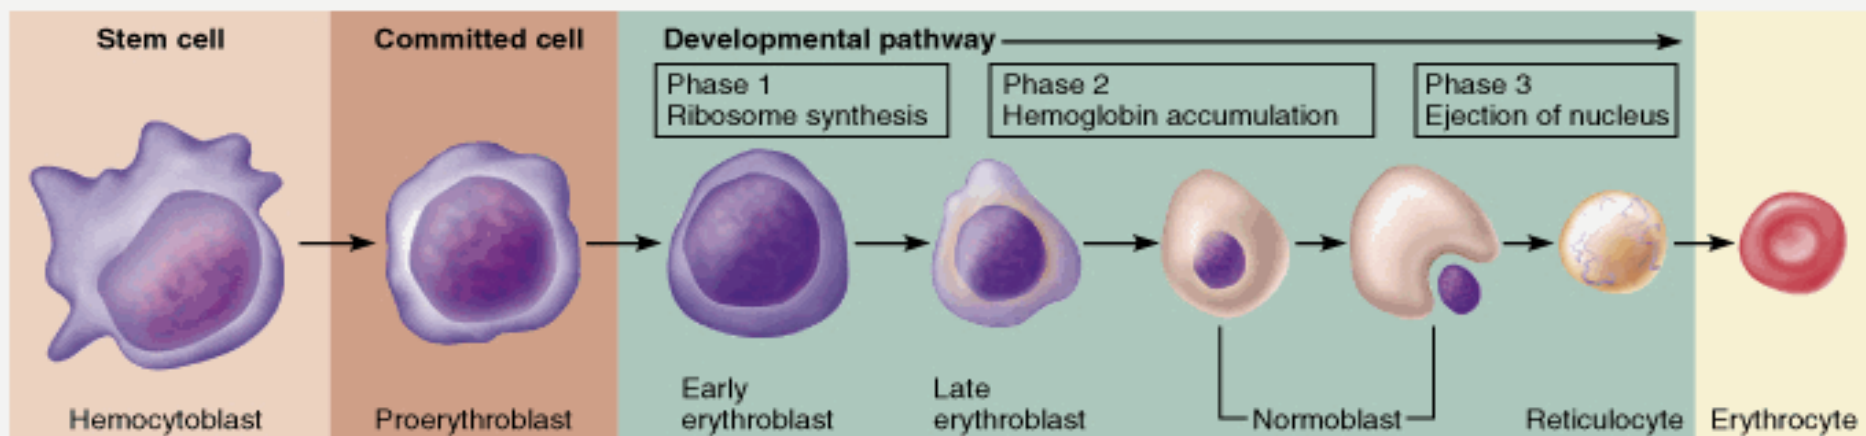 Stem cell
Committed cell
Developmental pathway
Phase 1
Ribosome synthesis
Phase 2
Hemoglobin accumulation
Phase 3
Ejection of nucleus
Hemocytoblast
Proerythroblast
Early
erythroblast
Late
erythroblast
Normoblast
Reticulocyte
Erythrocyte